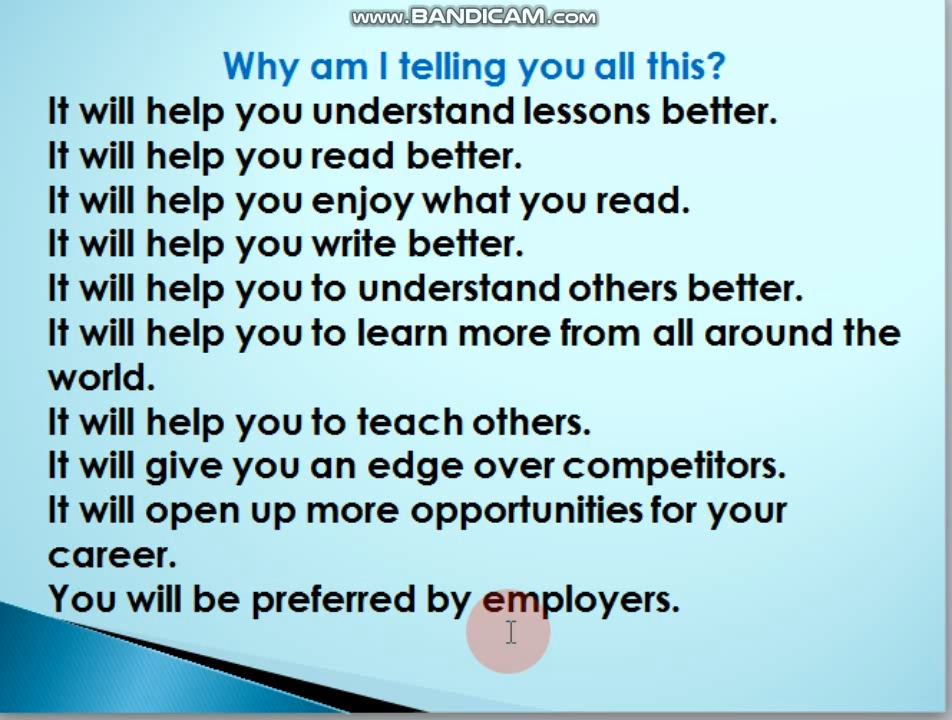 www.BANDICAM.com
Why am I telling you all this?
It will help you understand lessons better.
It will help you read better.
It will help you enjoy what you read.
It will help you write better.
It will help you to understand others better.
It will help you to learn more from all around the
world.
It will help you to teach others.
It will give you an edge over competitors.
It will open up more opportunities for your
career.
You will be preferred by employers.